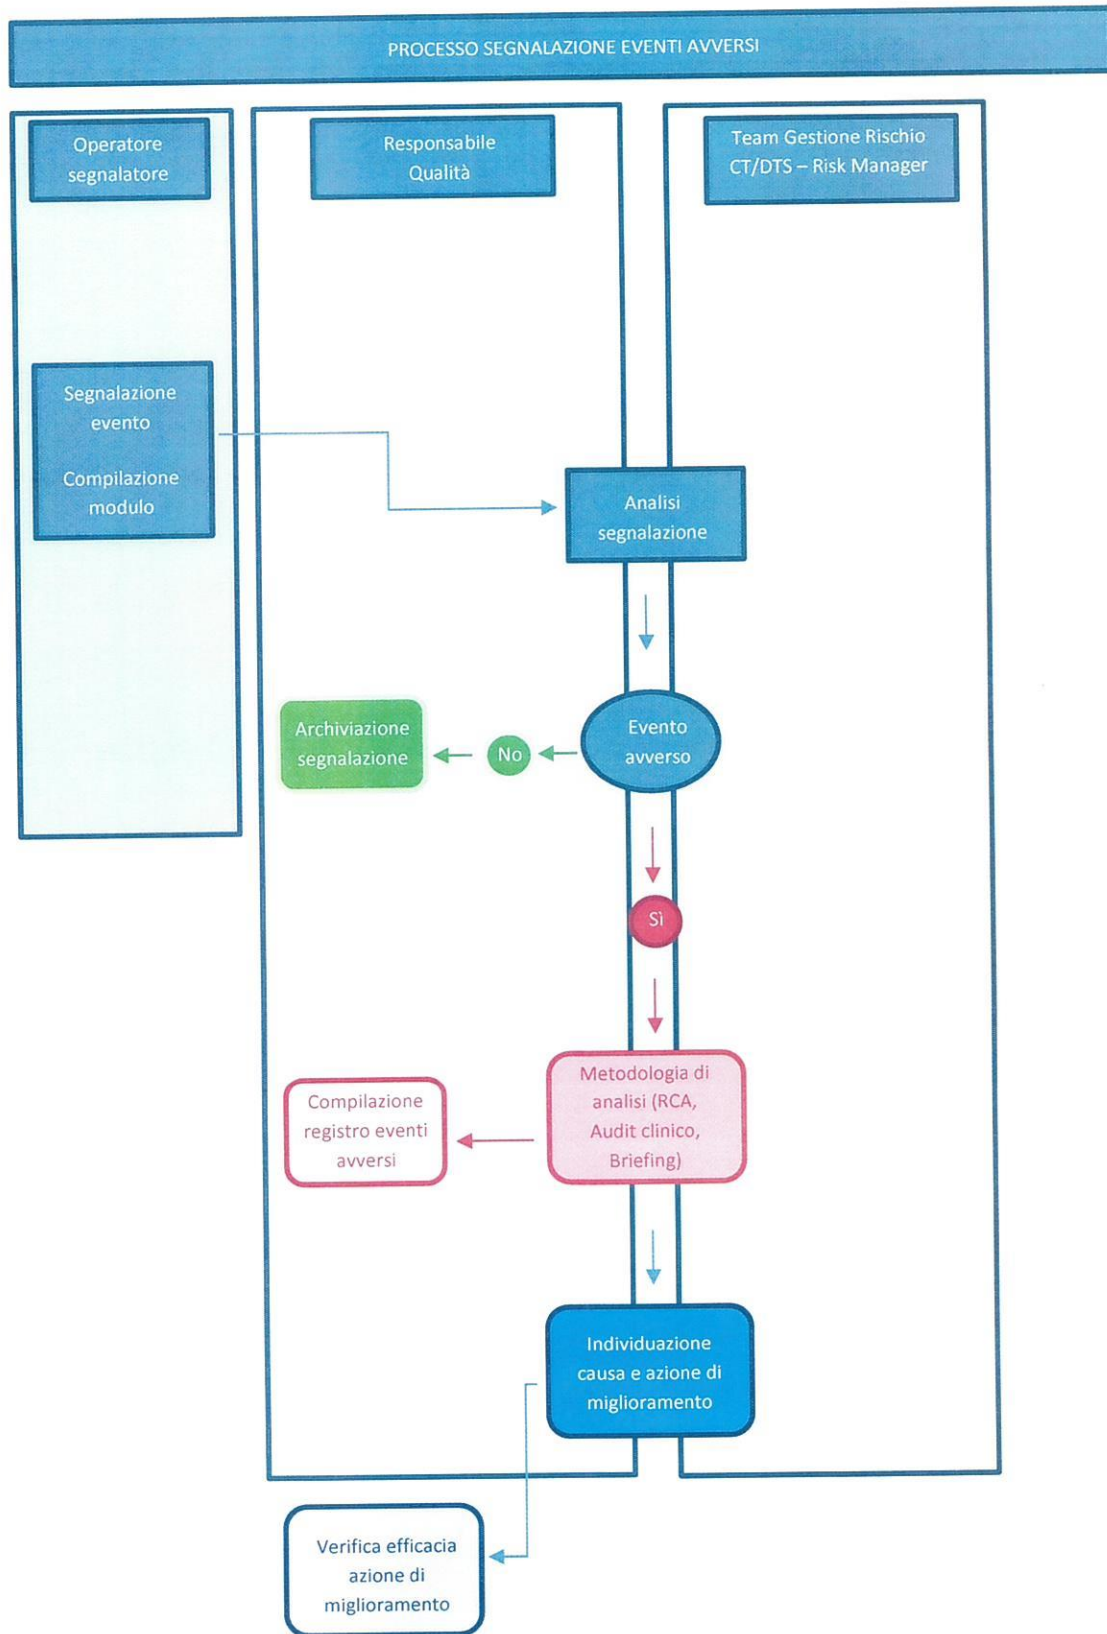 PROCESSO SEGNALAZIONE EVENTI AVVERSI
Operatore
segnalatore
Responsabile
Qualità
Team Gestione Rischio
CT/DTS – Risk Manager
Segnalazione
evento
Compilazione
modulo
Analisi
segnalazione
Evento
avverso
No
Archiviazione
segnalazione
Sì
Metodologia di
analisi (RCA,
Audit clinico,
Briefing)
Compilazione
registro eventi
avversi
Individuazione
causa e azione di
miglioramento
Verifica efficacia
azione di
miglioramento